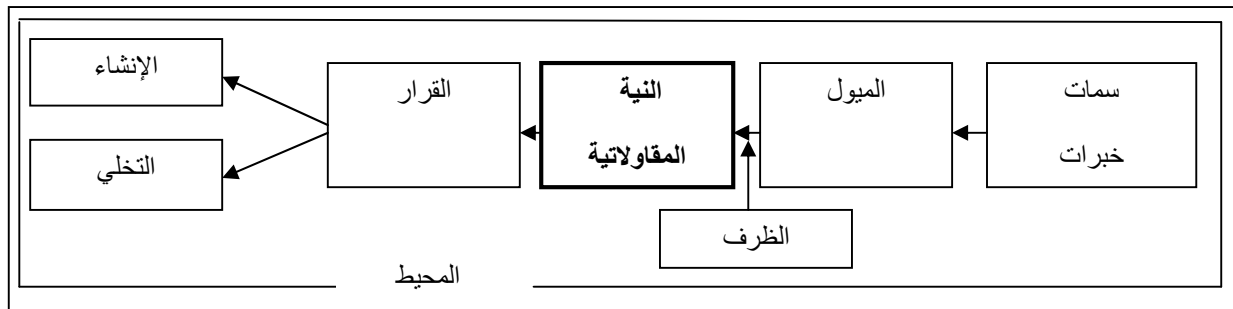 سمات
خبرات
الميول
النية
المقاولاتية
القرار
الإنشاء
التخلي
الظرف
المحيط